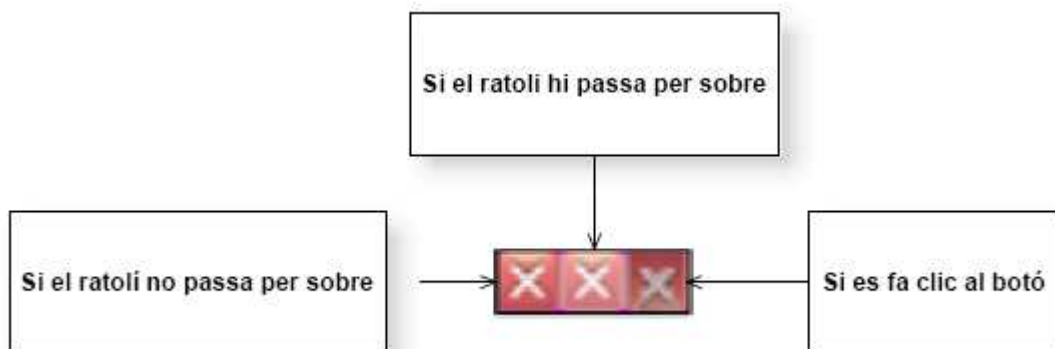 Si el ratolí hi passa per sobre
Si el ratolí no passa per sobre
Si es fa clic al botó